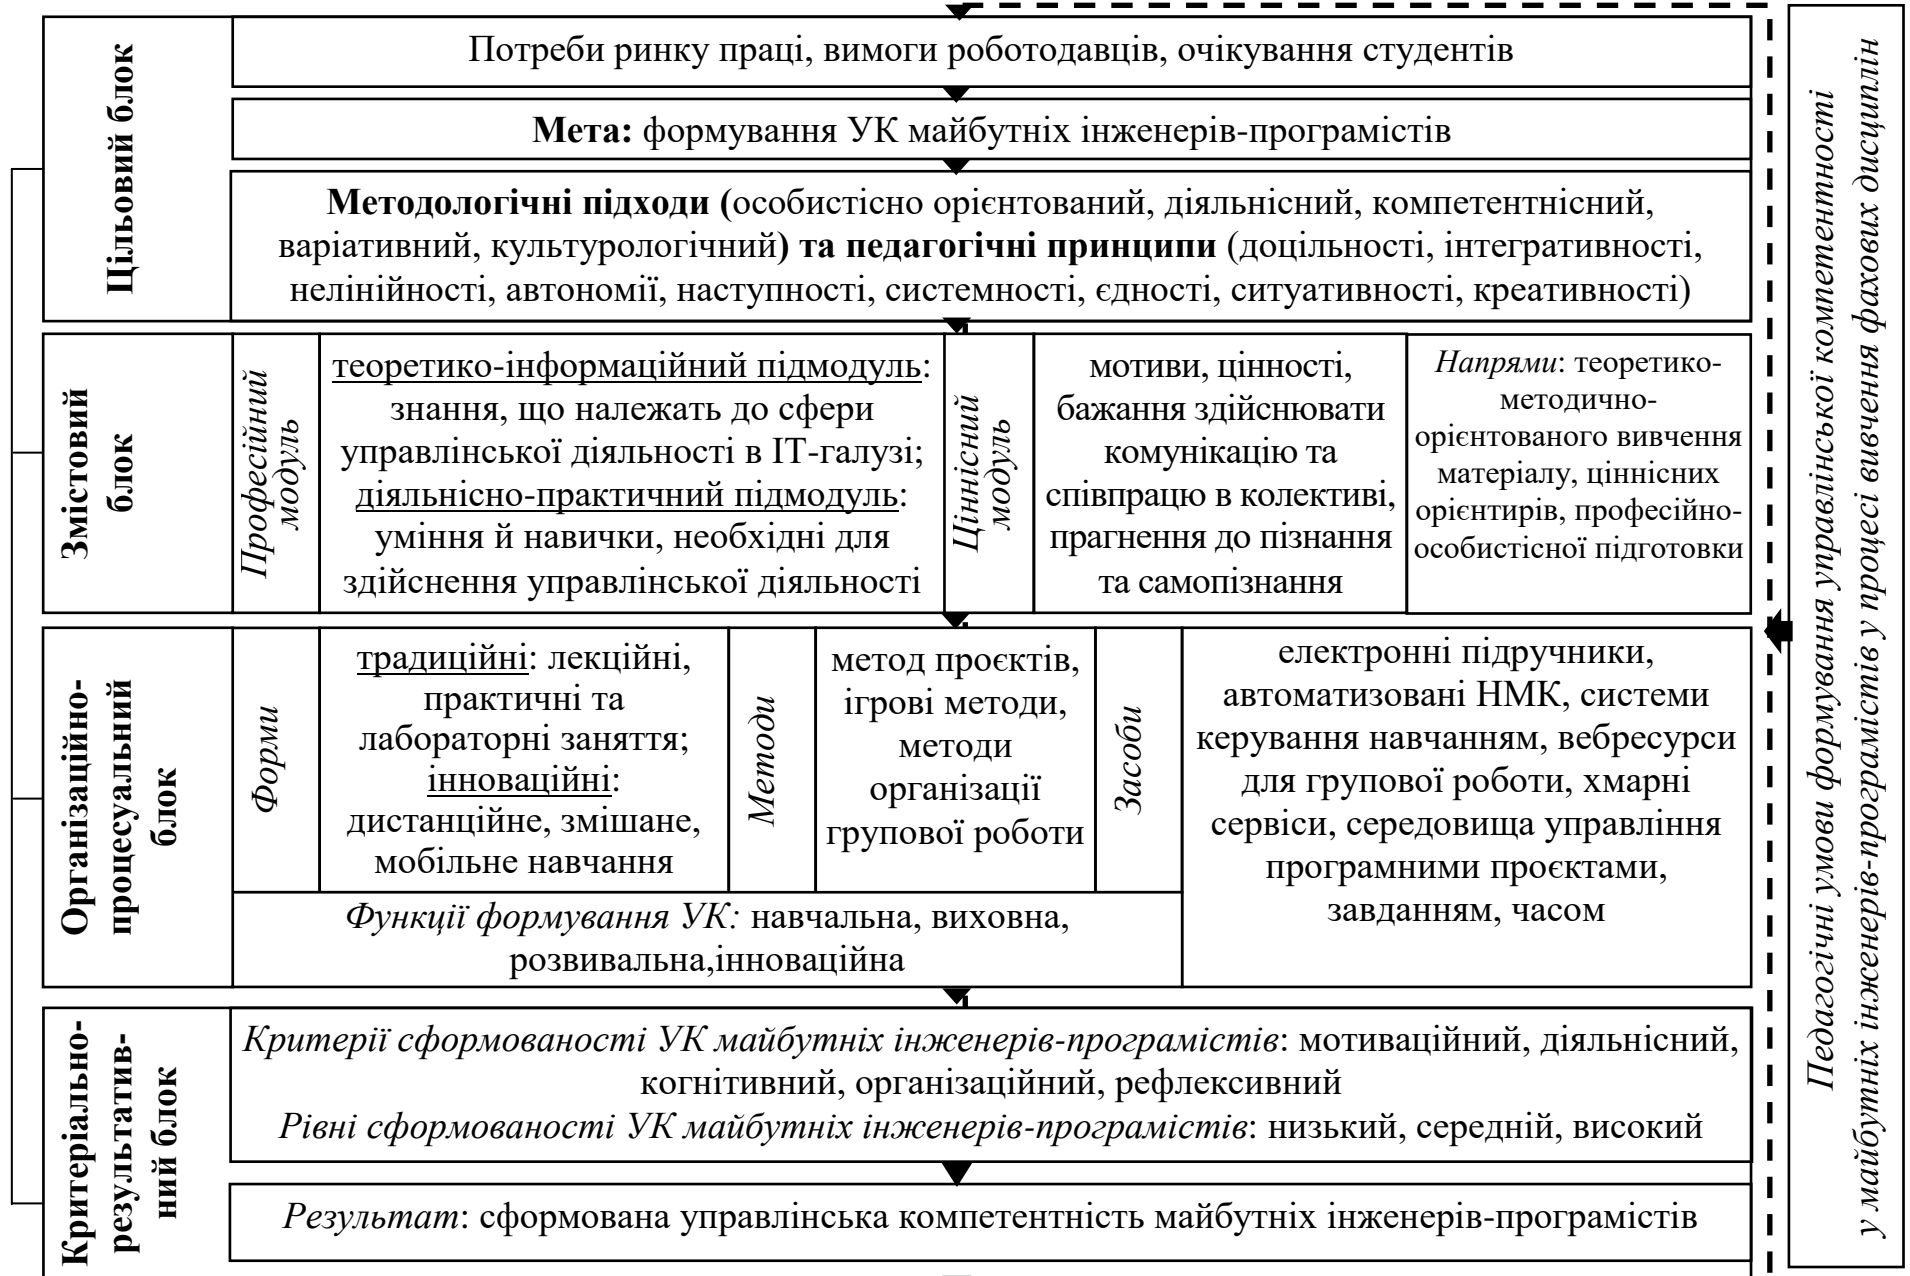 Цільовий блок
Потреби ринку праці, вимоги роботодавців, очікування студентів
Мета: формування УК майбутніх інженерів-програмістів
Методологічні підходи (особистісно орієнтований, діяльнісний, компетентнісний,
варіативний, культурологічний) та педагогічні принципи (доцільності, інтегративності,
нелінійності, автономії, наступності, системності, єдності, ситуативності, креативності)
Змістовий
блок
Професійний
модуль
теоретико-інформаційний підмодуль:
знання, що належать до сфери
управлінської діяльності в ІТ-галузі;
діяльнісно-практичний підмодуль:
уміння й навички, необхідні для
здійснення управлінської діяльності
Ціннісний
модуль
мотиви, цінності,
бажання здійснювати
комунікацію та
співпрацю в колективі,
прагнення до пізнання
та самопізнання
Напрями: теоретико-
методично-
орієнтованого вивчення
матеріалу, ціннісних
орієнтирів, професійно-
особистісної підготовки
Організаційно-
процесуальний
блок
Форми
традиційні: лекційні,
практичні та
лабораторні заняття;
інноваційні:
дистанційне, змішане,
мобільне навчання
Методи
метод проєктів,
ігрові методи,
методи
організації
групової роботи
Засоби
електронні підручники,
автоматизовані НМК, системи
керування навчанням, вебресурси
для групової роботи, хмарні
сервіси, середовища управління
програмними проєктами,
завданням, часом
Функції формування УК: навчальна, виховна,
розвивальна,інноваційна
Критеріально-
результатив-
ний блок
Критерії сформованості УК майбутніх інженерів-програмістів: мотиваційний, діяльнісний,
когнітивний, організаційний, рефлексивний
Рівні сформованості УК майбутніх інженерів-програмістів: низький, середній, високий
Результат: сформована управлінська компетентність майбутніх інженерів-програмістів
Педагогічні умови формування управлінської компетентності
у майбутніх інженерів-програмістів у процесі вивчення фахових дисциплін